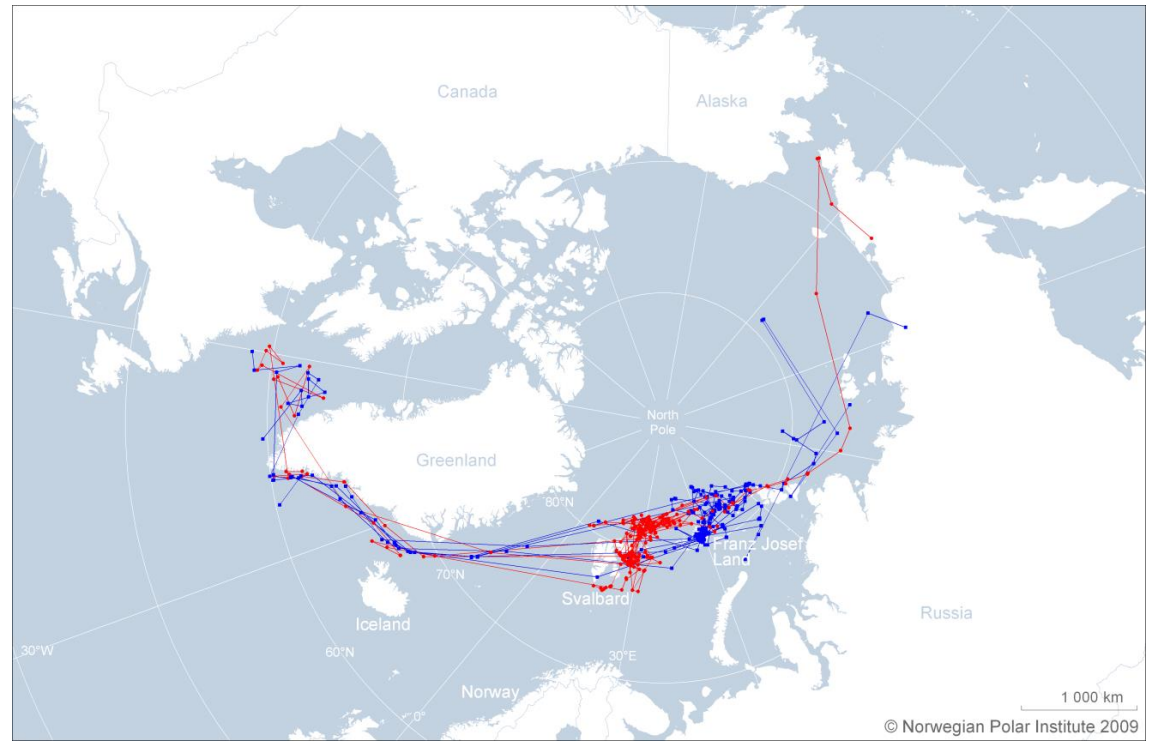 Canada
Alaska
North
Pole
Greenland
80°N
Franz Josef
Land
70°N
Svalbard
Iceland
Russia
30°W
60°N
30°E
Norway
0°
1 000 km
© Norwegian Polar Institute 2009